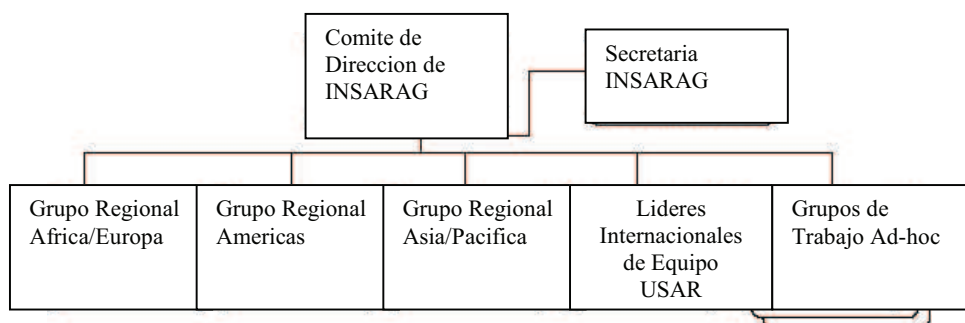 Comite de
Direccion de
INSARAG
Secretaria
INSARAG
Grupo Regional
Africa/Europa
Grupo Regional
Americas
Grupo Regional
Asia/Pacifica
Lideres
Internacionales
de Equipo
USAR
Grupos de
Trabajo Ad-hoc